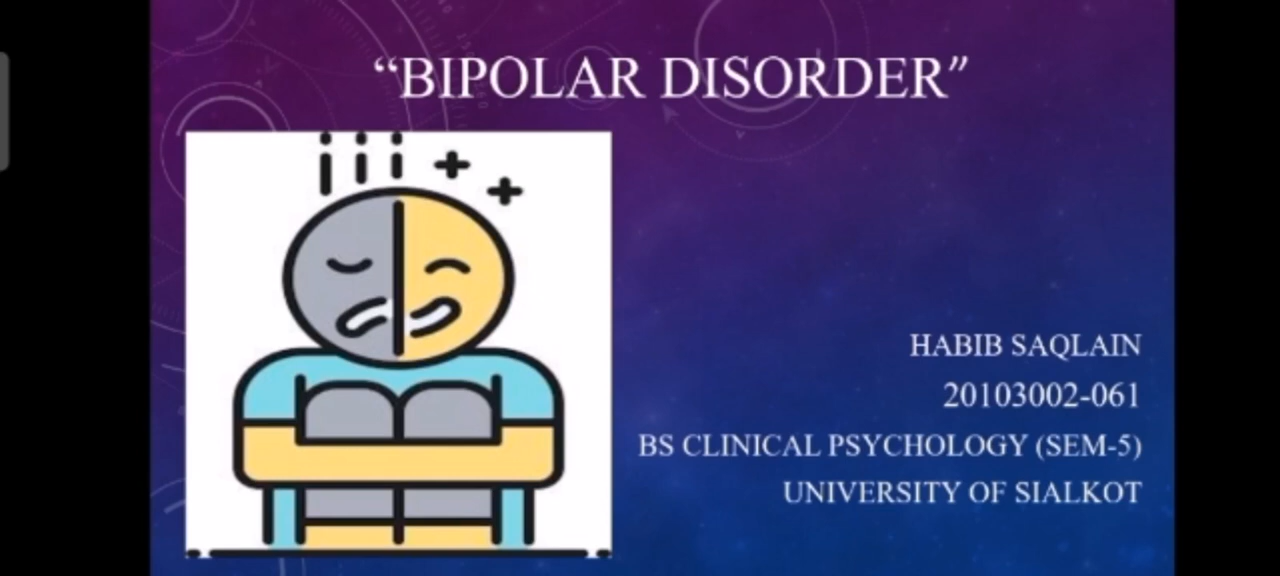 “BIPOLAR DISORDER”
HABIB SAQLAIN
20103002-061
BS CLINICAL PSYCHOLOGY (SEM-5)
UNIVERSITY OF SIALKOT